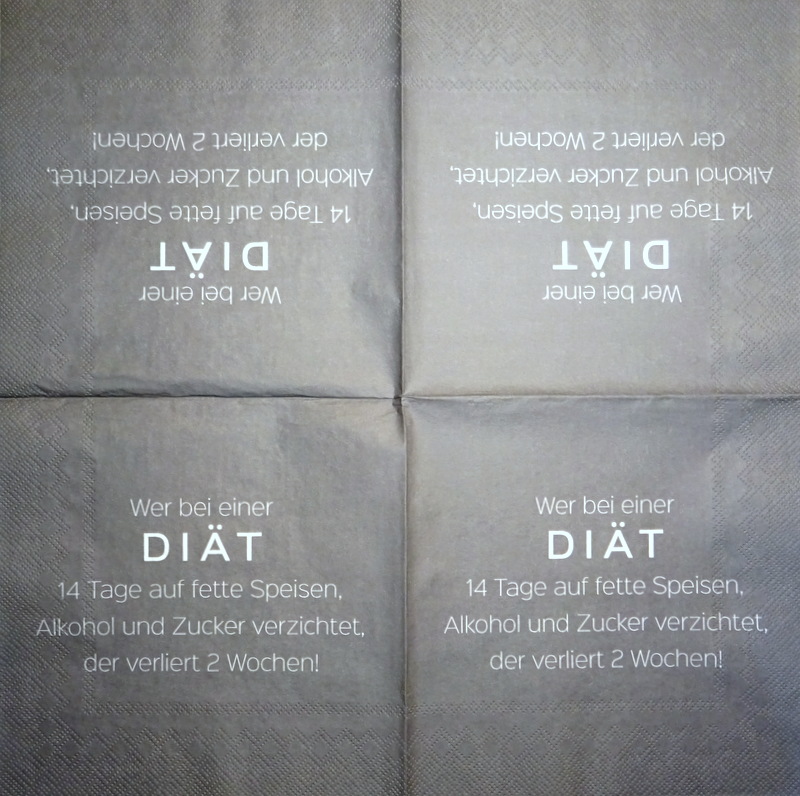 Wer bei einer
DIÄT
14 Tage auf fette Speisen,
Alkohol und Zucker verzichtet,
der verliert 2 Wochen!
Wer bei einer
DIÄT
14 Tage auf fette Speisen,
Alkohol und Zucker verzichtet,
der verliert 2 Wochen!
Wer bei einer
DIÄT
14 Tage auf fette Speisen,
Alkohol und Zucker verzichtet,
der verliert 2 Wochen!
Wer bei einer
DIÄT
14 Tage auf fette Speisen,
Alkohol und Zucker verzichtet,
der verliert 2 Wochen!